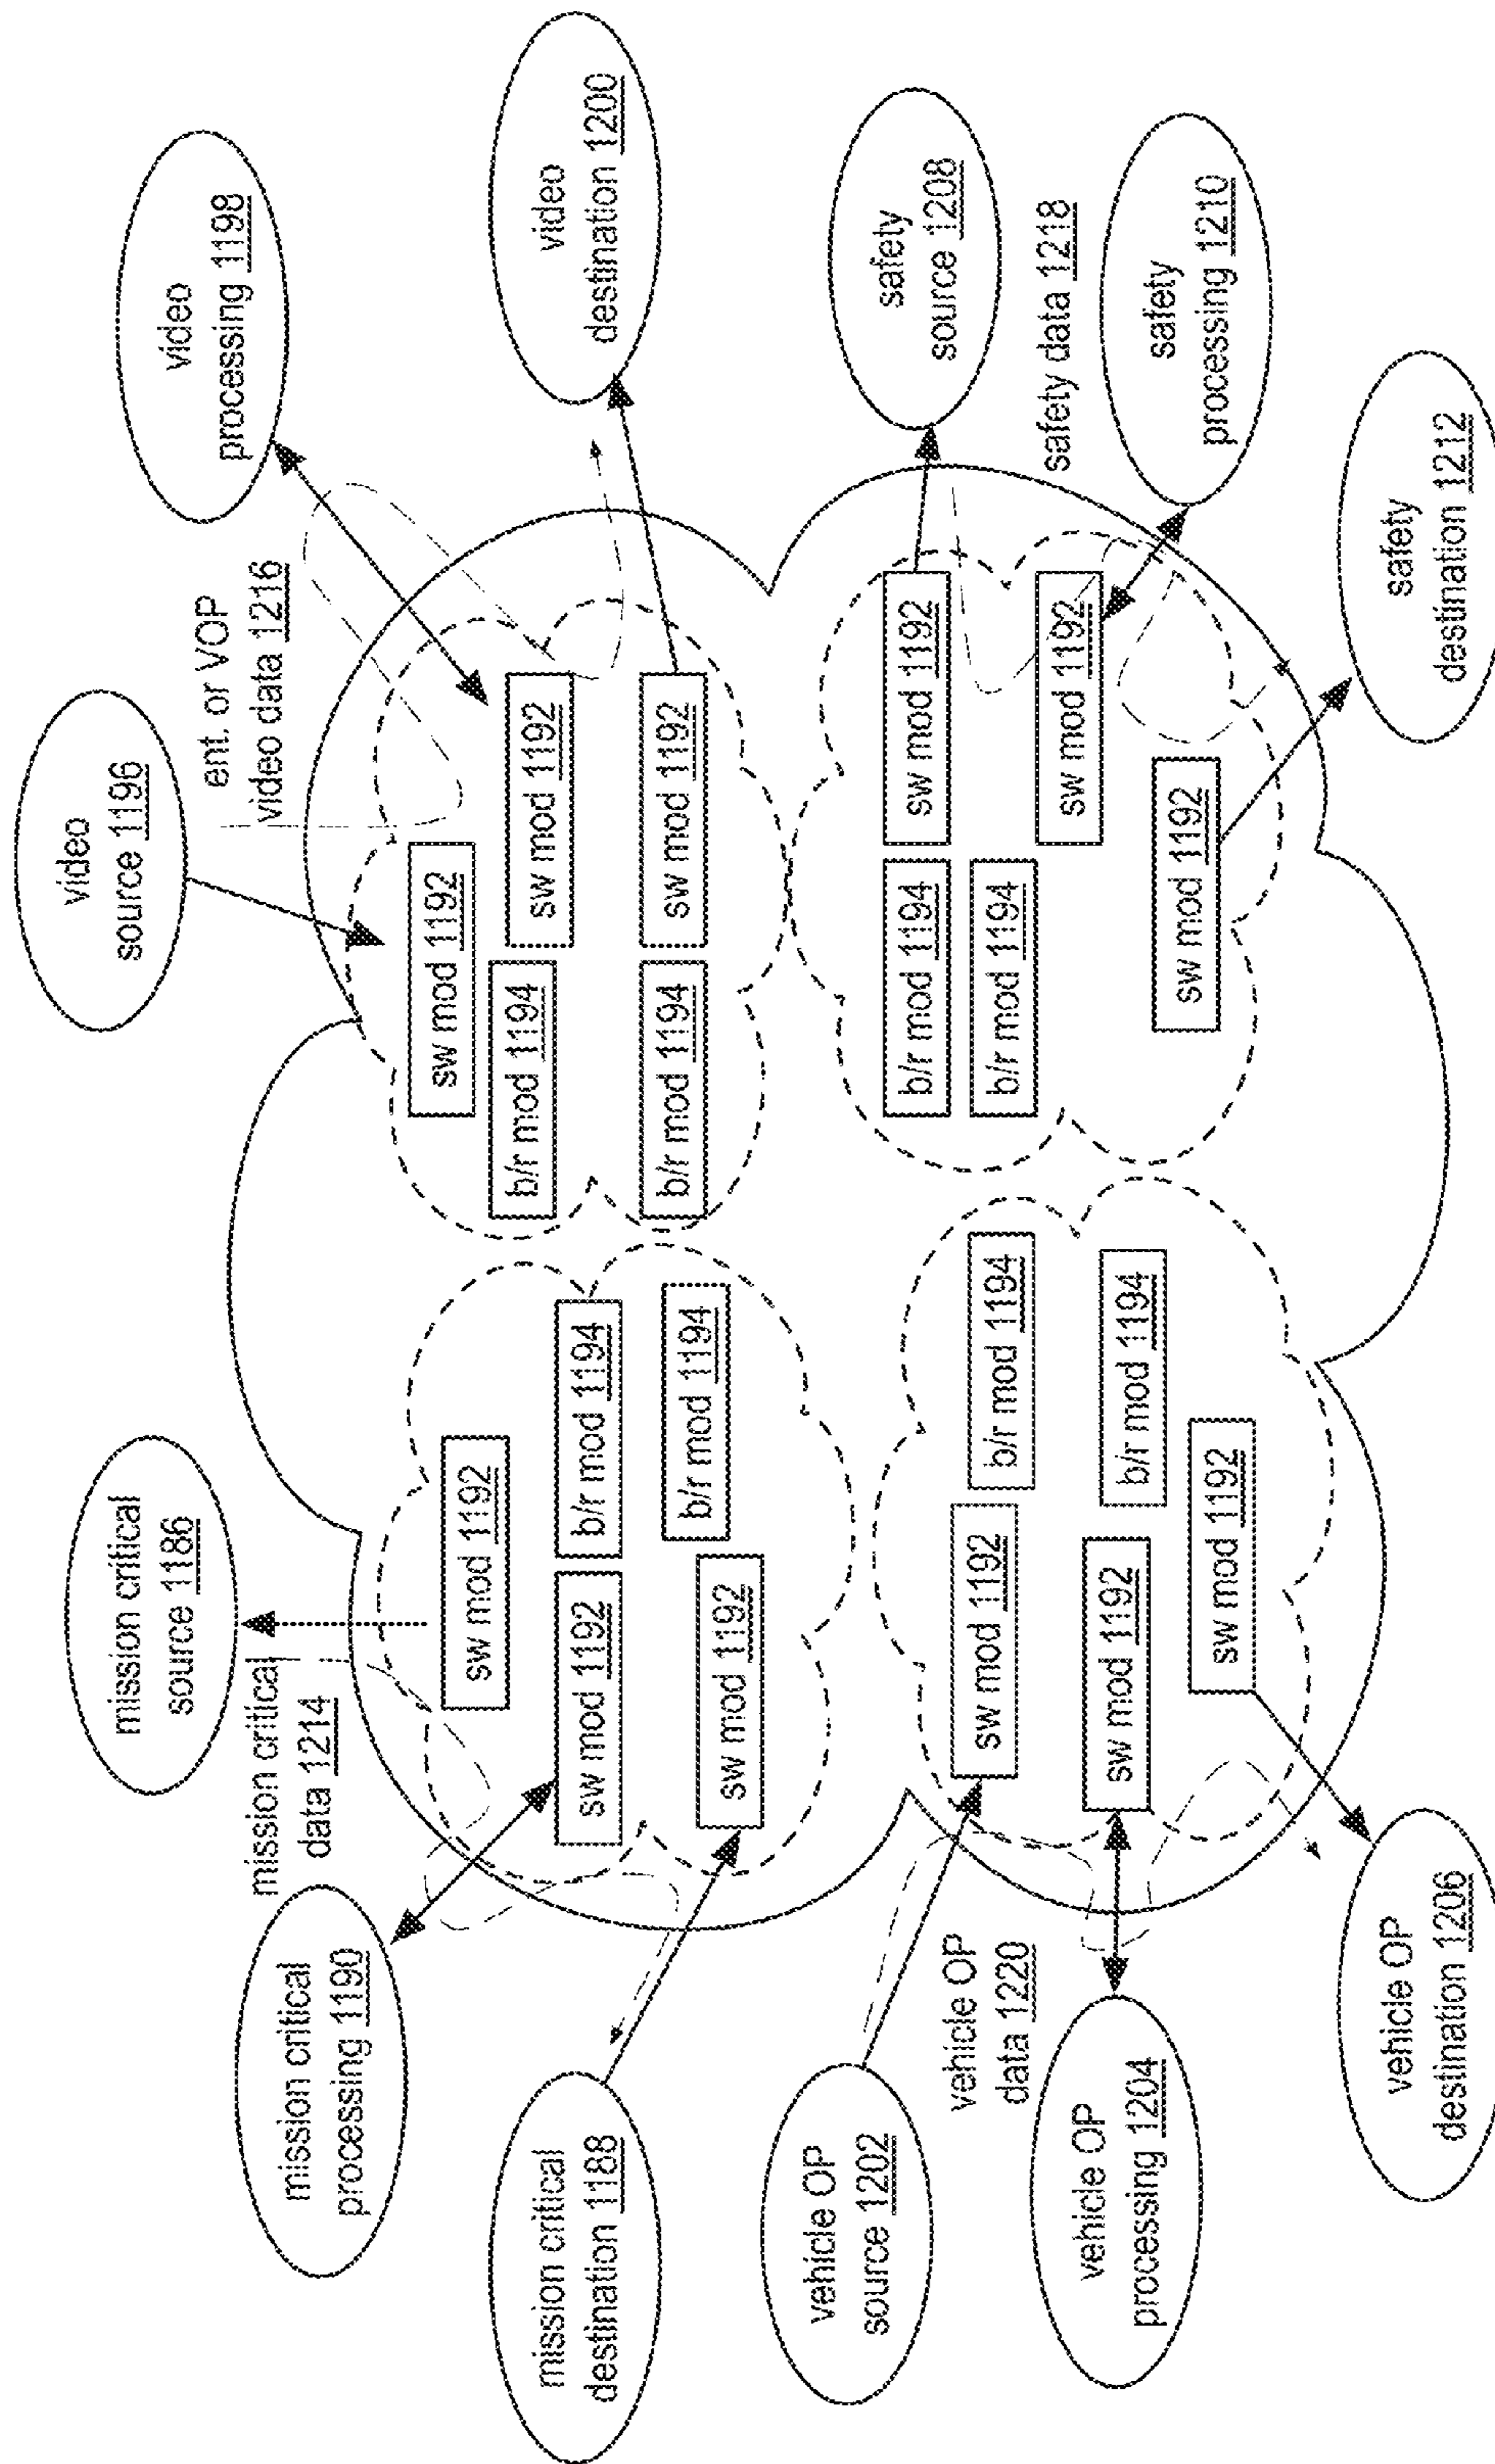 mission critical
source 1186
mission critical
data 1214
mission critical
processing 1190
mission critical
destination 1188
sw mod 1192
sw mod 1192
b/r mod 1194
b/r mod 1194
sw mod 1192
video
source 1196
ent. or VOP
video data 1216
video
processing 1198
video
destination 1200
sw mod 1192
b/r mod 1194
sw mod 1192
b/r mod 1194
sw mod 1192
vehicle OP
source 1202
vehicle OP
data 1220
vehicle OP
processing 1204
vehicle OP
destination 1206
sw mod 1192
b/r mod 1194
sw mod 1192
b/r mod 1194
sw mod 1192
b/r mod 1194
sw mod 1192
b/r mod 1194
sw mod 1192
sw mod 1192
safety
source 1208
safety data 1218
safety
processing 1210
safety
destination 1212